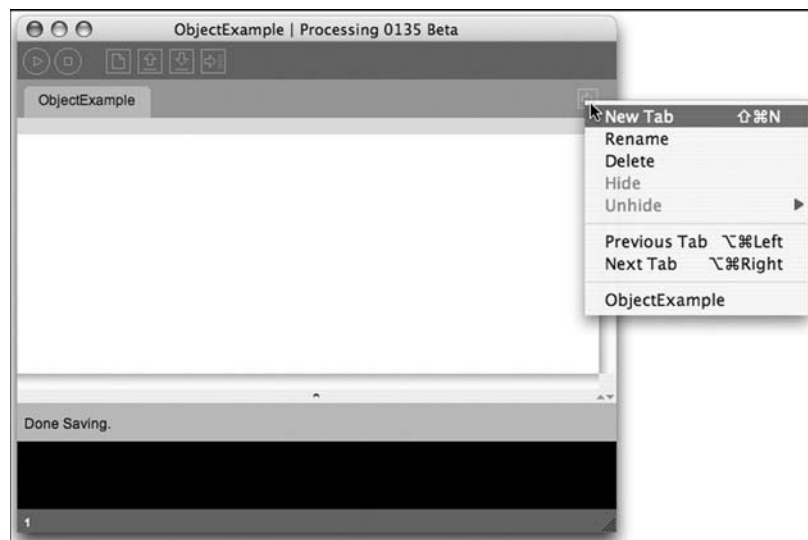 ObjectExample | Processing 0135 Beta
ObjectExample
New Tab ⇧⌘N
Rename
Delete
Hide
Unhide ▶
Previous Tab ⌥⌘Left
Next Tab ⌥⌘Right
ObjectExample
Done Saving.
1